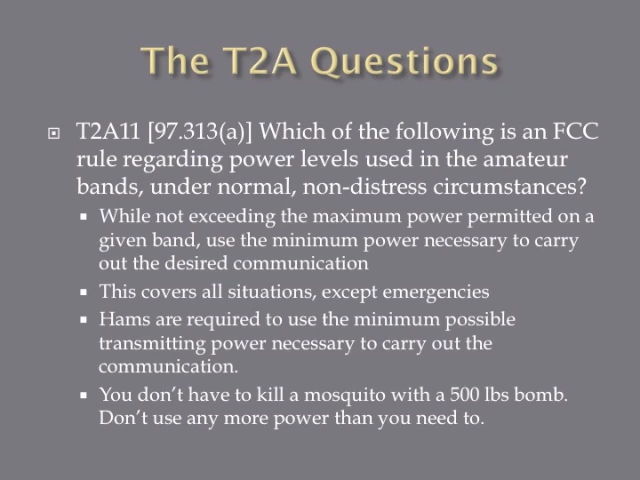 The T2A Questions
T2A11 [97.313(a)] Which of the following is an FCC
rule regarding power levels used in the amateur
bands, under normal, non-distress circumstances?
While not exceeding the maximum power permitted on a
given band, use the minimum power necessary to carry
out the desired communication
This covers all situations, except emergencies
Hams are required to use the minimum possible
transmitting power necessary to carry out the
communication.
You don’t have to kill a mosquito with a 500 lbs bomb.
Don’t use any more power than you need to.